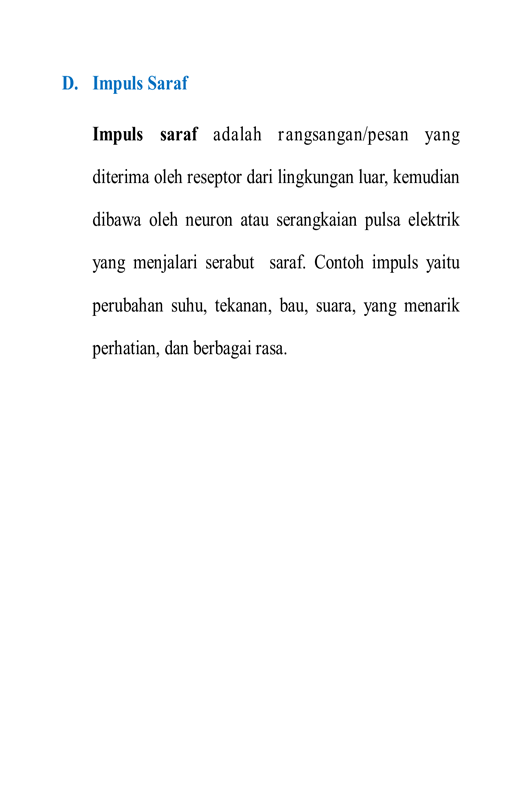 D. Impuls Saraf
Impuls saraf adalah rangsangan/pesan yang
diterima oleh reseptor dari lingkungan luar, kemudian
dibawa oleh neuron atau serangkaian pulsa elektrik
yang menjalari serabut saraf. Contoh impuls yaitu
perubahan suhu, tekanan, bau, suara, yang menarik
perhatian, dan berbagai rasa.